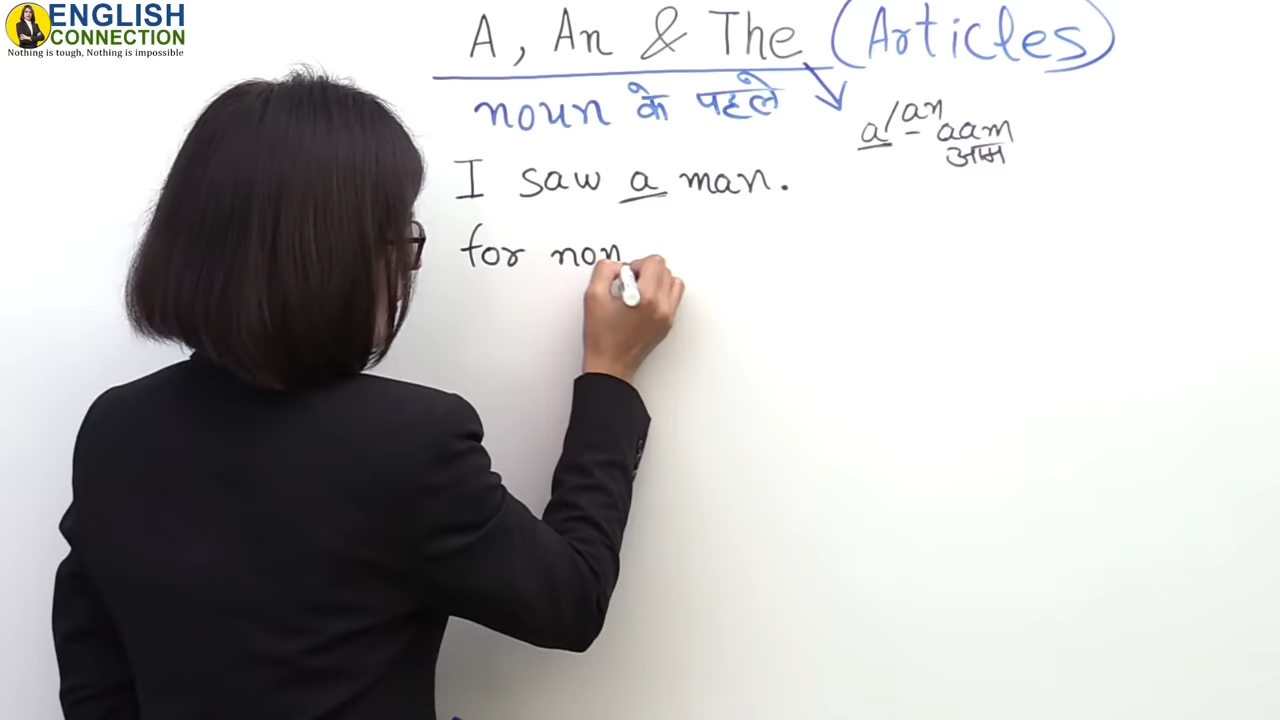 ENGLISH
CONNECTION
Nothing is tough, Nothing is impossible
A, An & The (Articles)
noun के पहले
a/an - aam
आम
I saw a man.
for non